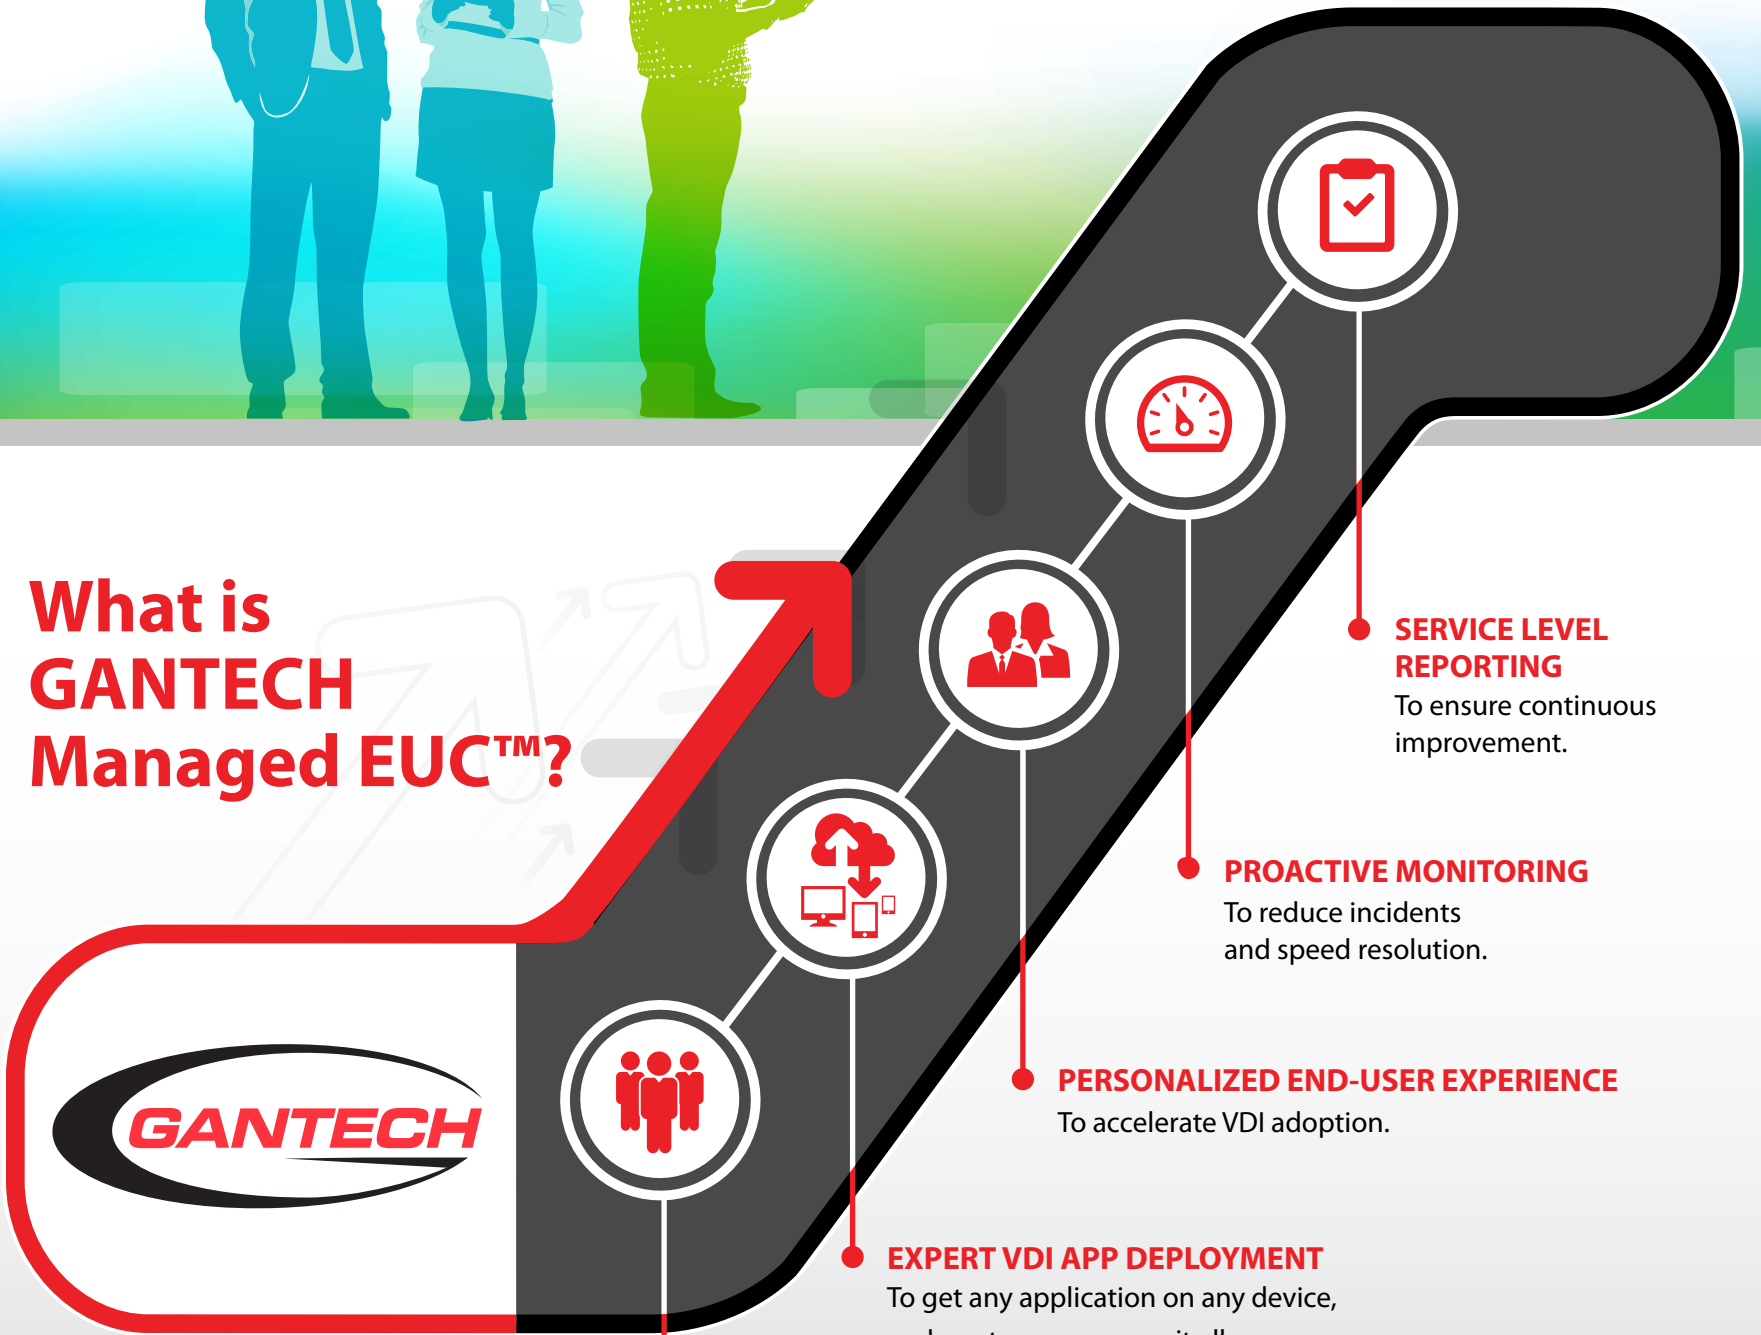 What is
GANTECH
Managed EUC™?
GANTECH
SERVICE LEVEL
REPORTING
To ensure continuous
improvement.
PROACTIVE MONITORING
To reduce incidents
and speed resolution.
PERSONALIZED END-USER EXPERIENCE
To accelerate VDI adoption.
EXPERT VDI APP DEPLOYMENT
To get any application on any device,